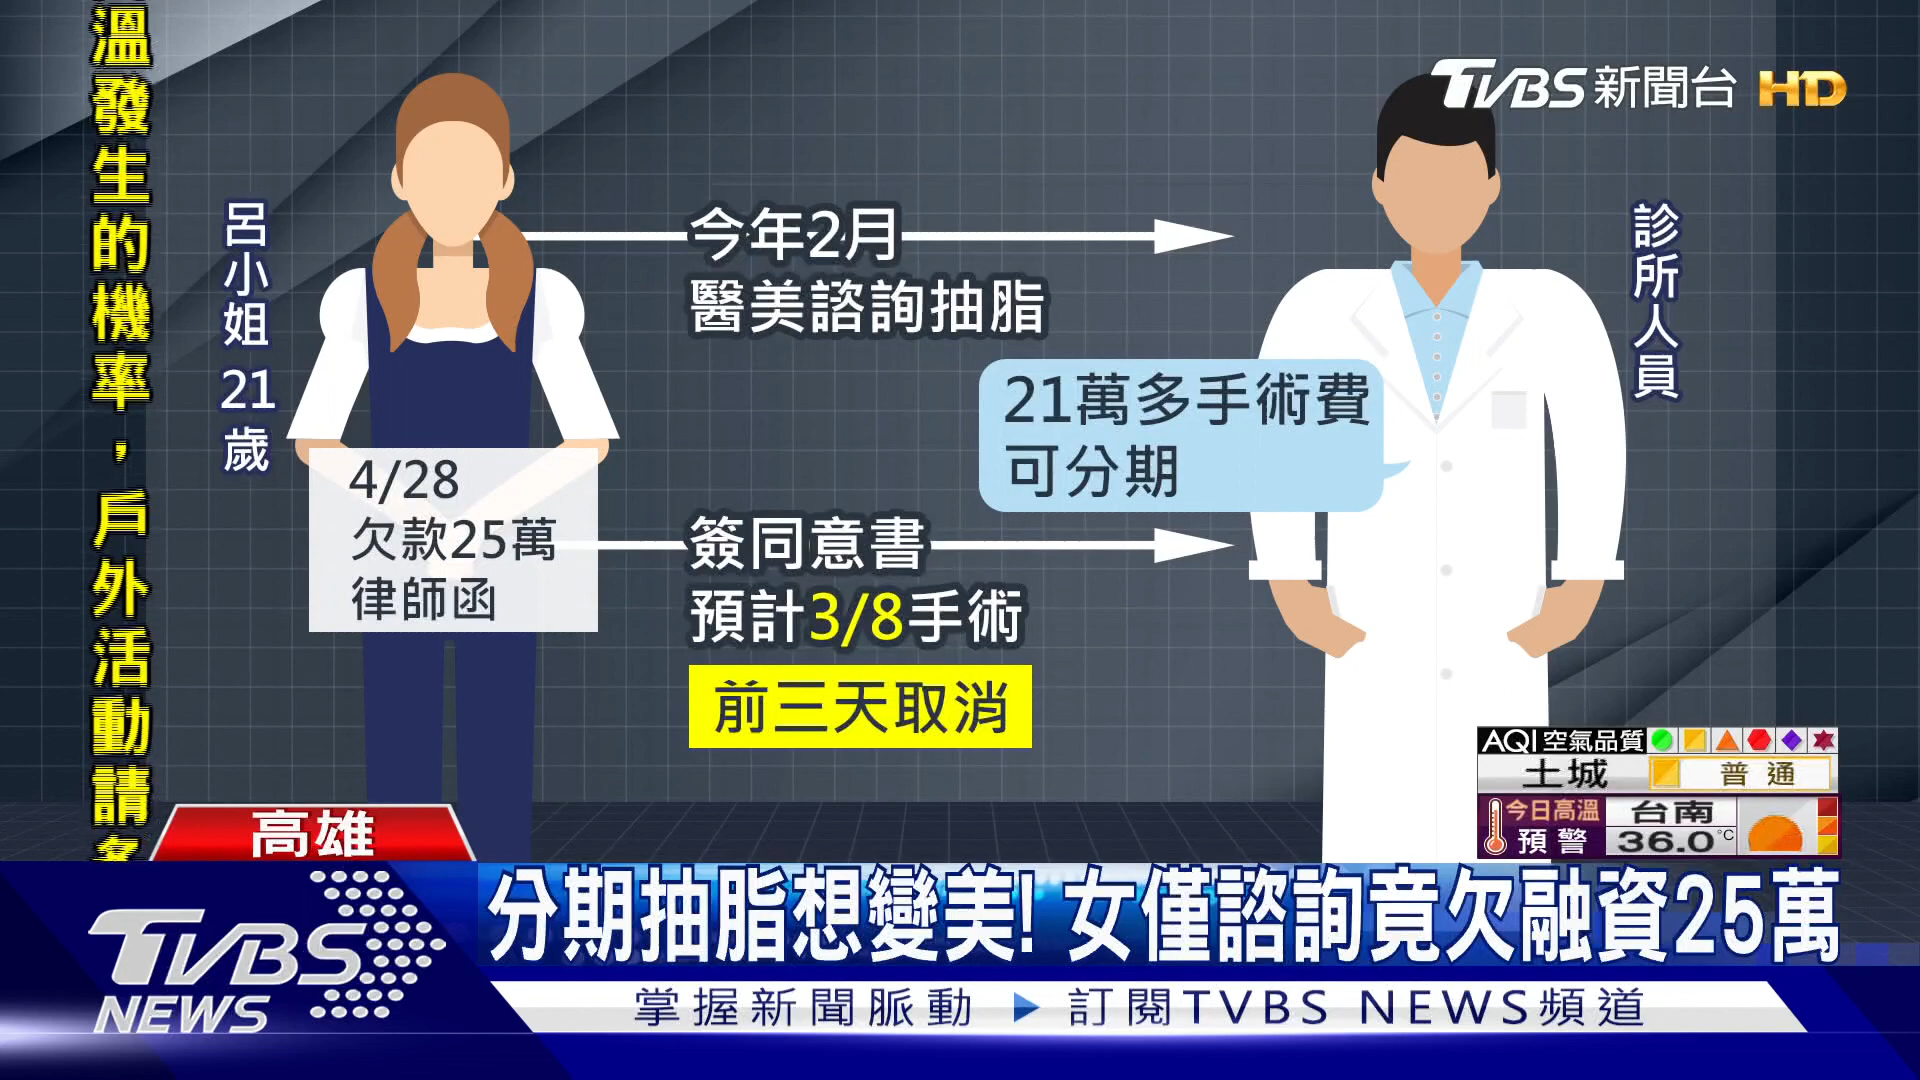 溫發生的機率，戶外活動請多
TVBS新聞台 HD
呂小姐 21歲
今年2月
醫美諮詢抽脂
診所人員
21萬多手術費
可分期
4/28
欠款25萬
律師函
簽同意書
預計3/8手術
前三天取消
AQI空氣品質
土城 普通
今日高溫
預警
台南
36.0°C
高雄
分期抽脂想變美! 女僅諮詢竟欠融資25萬
TVBS
NEWS
掌握新聞脈動 訂閱TVBS NEWS頻道